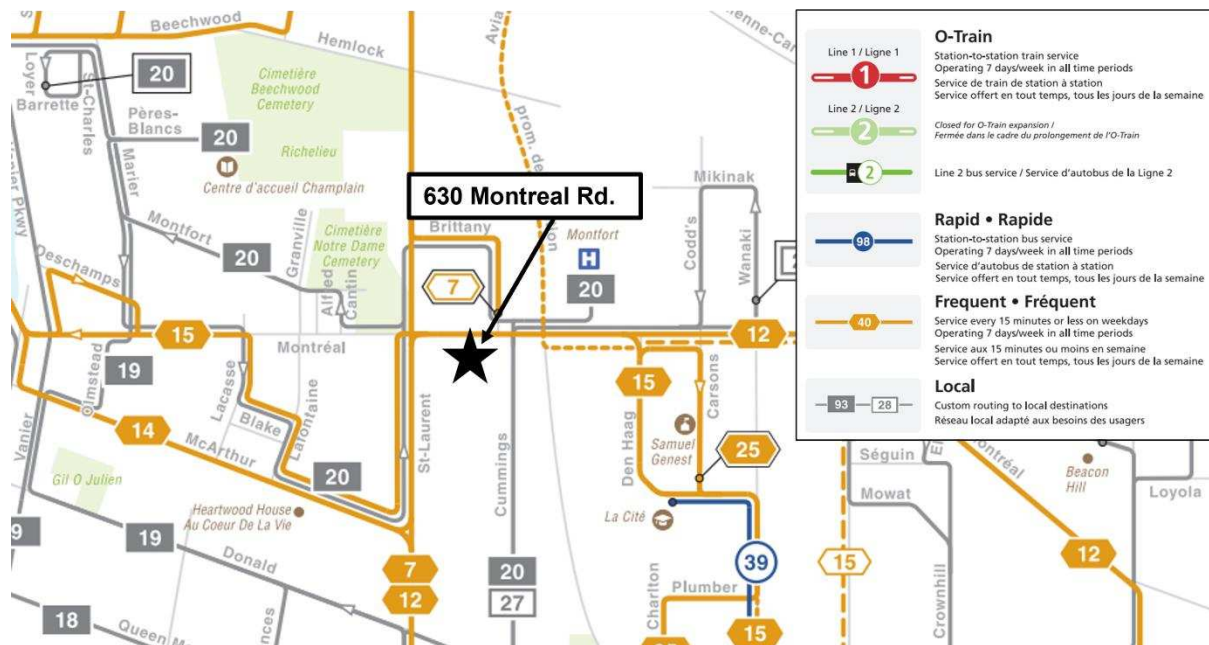 Beechwood
Hemlock
Loyer
20
St-Charles
Barrette
Pères-
Blancs
20
Marier
Cimetière
Beechwood
Cemetery
Richelieu
Centre d'accueil Champlain
630 Montreal Rd.
Montfort
20
Granville
Cimetière
Notre Dame
Cemetery
Alfred
Cantin
Deschamps
Brittany
Montfort
H
20
7
Mikinak
Codd's
Wanaki
15
Montréal
12
19
Olmstead
Lacasse
Blake
Lafontaine
St-Laurent
Cummings
15
Carsons
Samuel
Genest
Den Haag
25
La Cité
14
McArthur
Vanier
20
Gil O Julien
Heartwood House
Au Coeur De La Vie
19
Donald
18
7
12
20
27
39
Charlton
Plumber
15
15
Séguin
Mowat
Crownhill
Montréal
Beacon
Hill
Loyola
12
Line 1 / Ligne 1
1
O-Train
Station-to-station train service
Operating 7 days/week in all time periods
Service de train de station à station
Service offert en tout temps, tous les jours de la semaine
Line 2 / Ligne 2
2
Closed for O-Train expansion /
Fermée dans le cadre du prolongement de l'O-Train
2
Line 2 bus service / Service d'autobus de la Ligne 2
98
Rapid • Rapide
Station-to-station bus service
Operating 7 days/week in all time periods
Service d'autobus de station à station
Service offert en tout temps, tous les jours de la semaine
40
Frequent • Fréquent
Service every 15 minutes or less on weekdays
Operating 7 days/week in all time periods
Service aux 15 minutes ou moins en semaine
Service offert en tout temps, tous les jours de la semaine
93
28
Local
Custom routing to local destinations
Réseau local adapté aux besoins des usagers